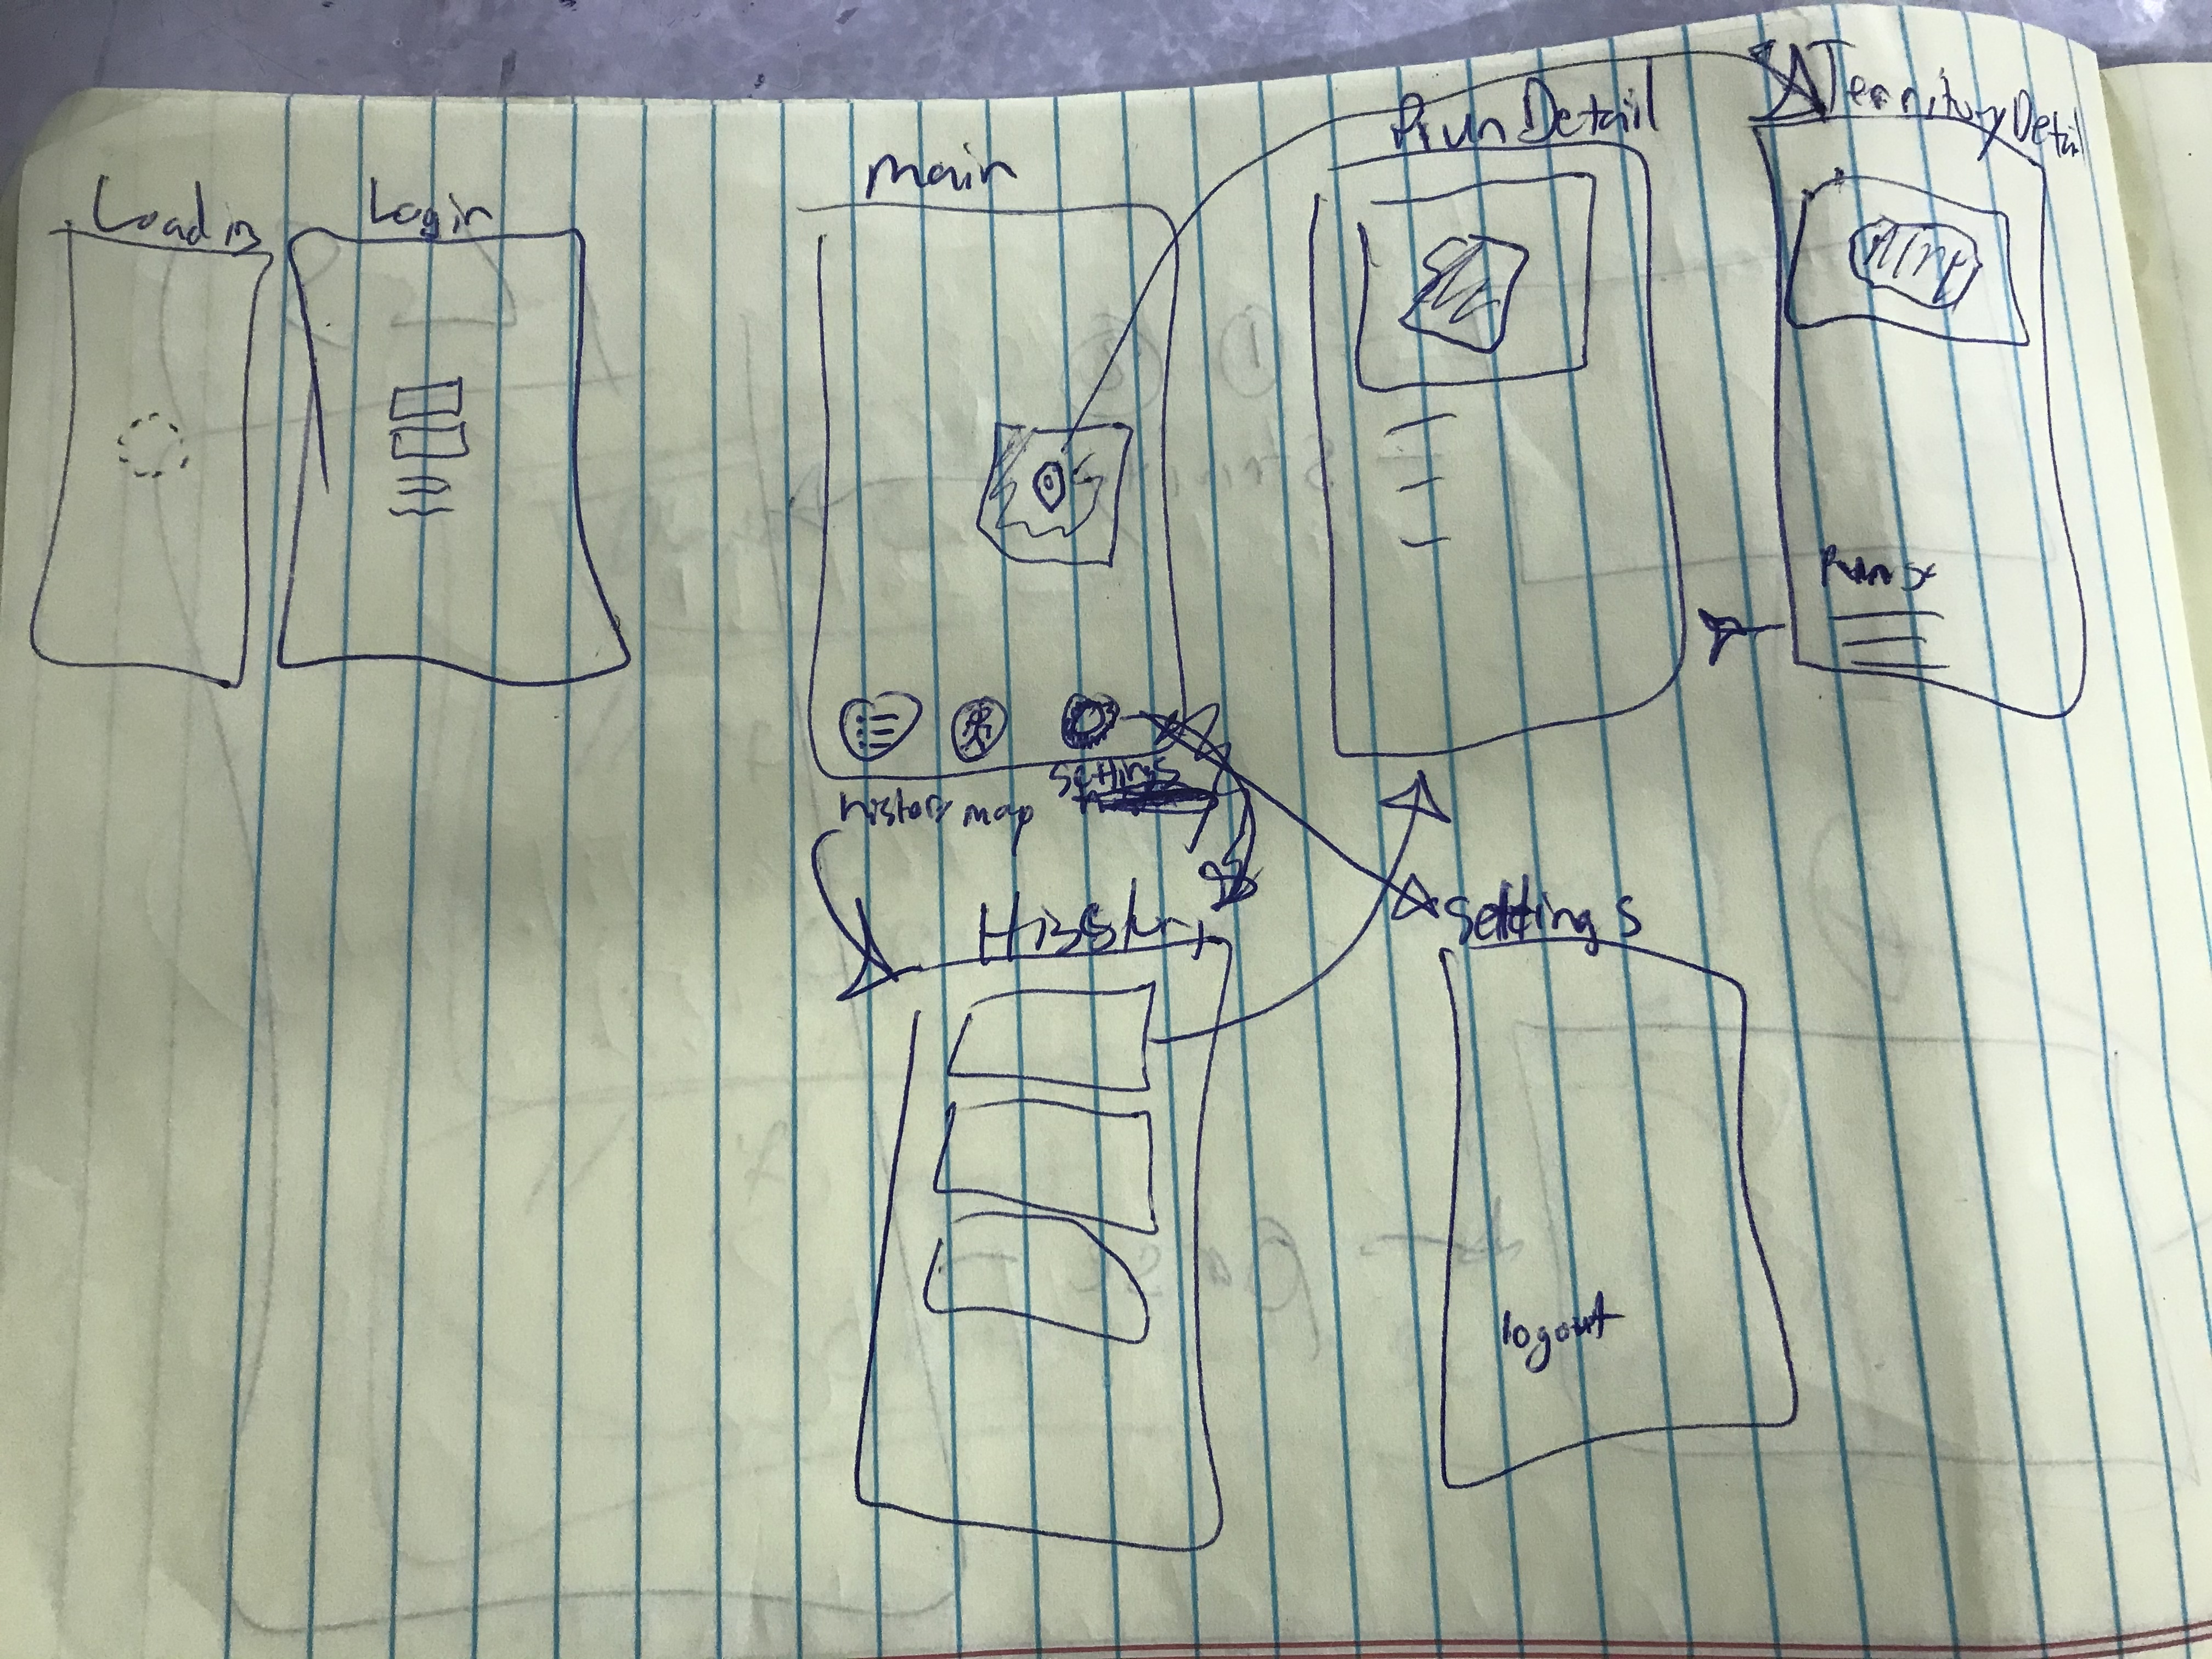 Loading
Login
main
Run Detail
Territory Detail
Runs
history
map
settings
History
settings
logout